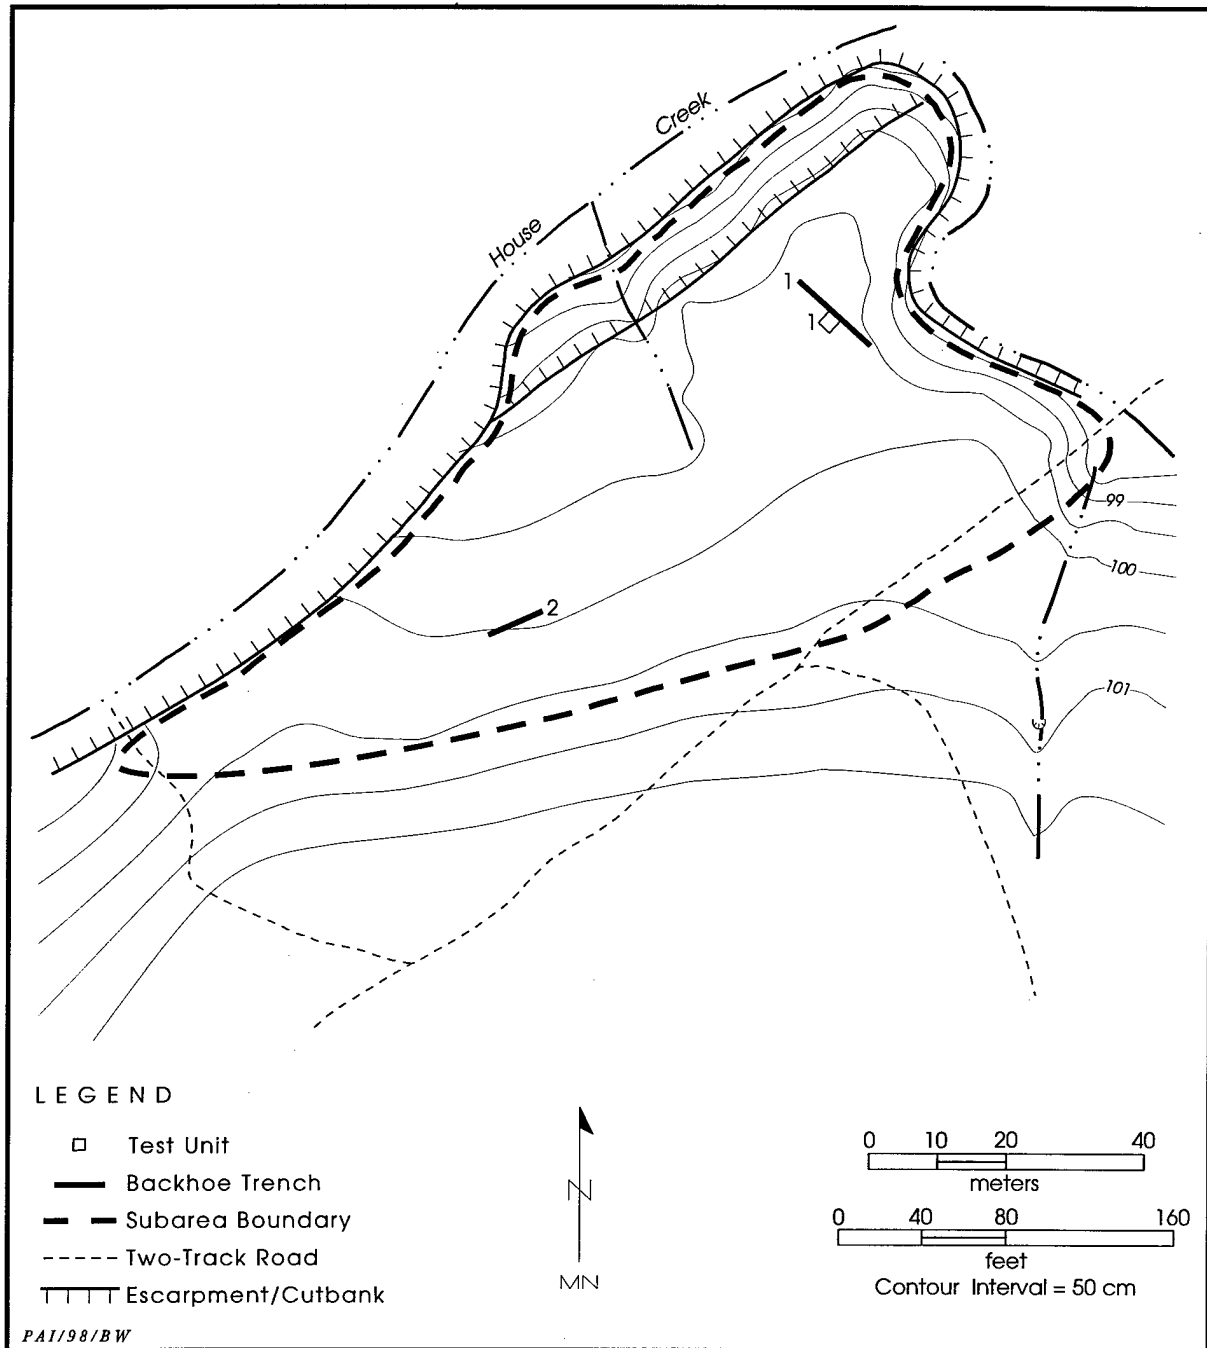 Creek
House
1
1
2
99
100
101
LEGEND
Test Unit
Backhoe Trench
Subarea Boundary
Two-Track Road
Escarpment/Cutbank
N
MN
0 10 20 40
meters
0 40 80 160
feet
Contour Interval = 50 cm
PAI/98/BW